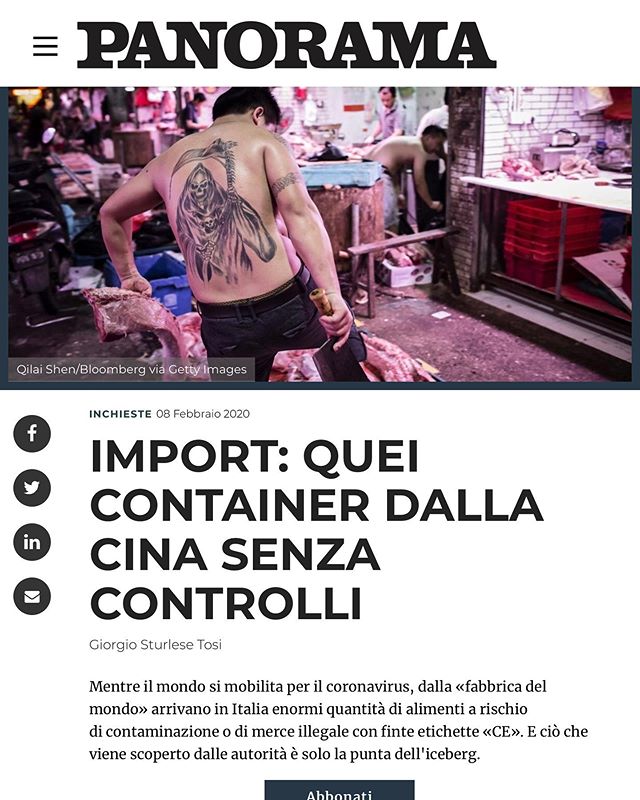 PANORAMA
Qilai Shen/Bloomberg via Getty Images
INCHIESTE 08 Febbraio 2020
IMPORT: QUEI
CONTAINER DALLA
CINA SENZA
CONTROLLI
Giorgio Sturlese Tosi
Mentre il mondo si mobilita per il coronavirus, dalla «fabbrica del
mondo» arrivano in Italia enormi quantità di alimenti a rischio
di contaminazione o di merce illegale con finte etichette «CE». E ciò che
viene scoperto dalle autorità è solo la punta dell'iceberg.
Abbonati